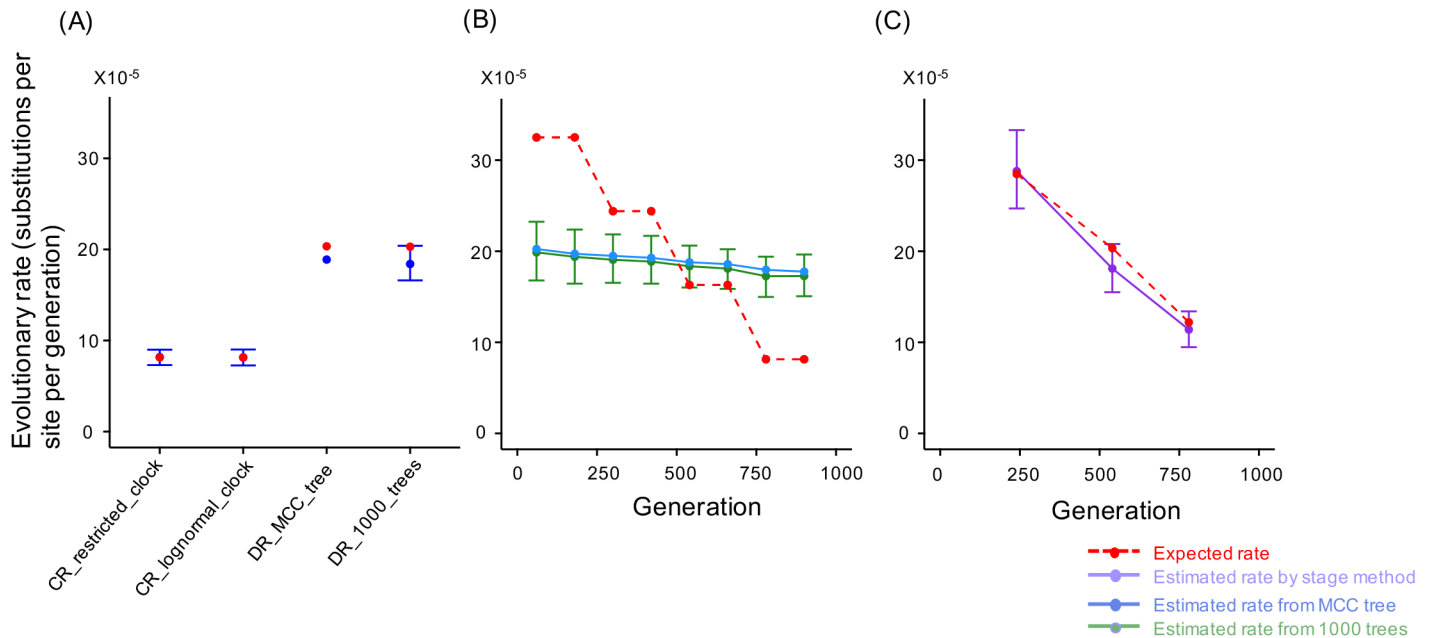 (A)
(B)
(C)
X10-5
X10-5
X10-5
Evolutionary rate (substitutions per
site per generation)
30
20
10
0
CR_restricted_clock
CR_lognormal_clock
DR_MCC_tree
DR_1000_trees
30
20
10
0
0 250 500 750 1000
Generation
30
20
10
0
0 250 500 750 1000
Generation
Expected rate
Estimated rate by stage method
Estimated rate from MCC tree
Estimated rate from 1000 trees